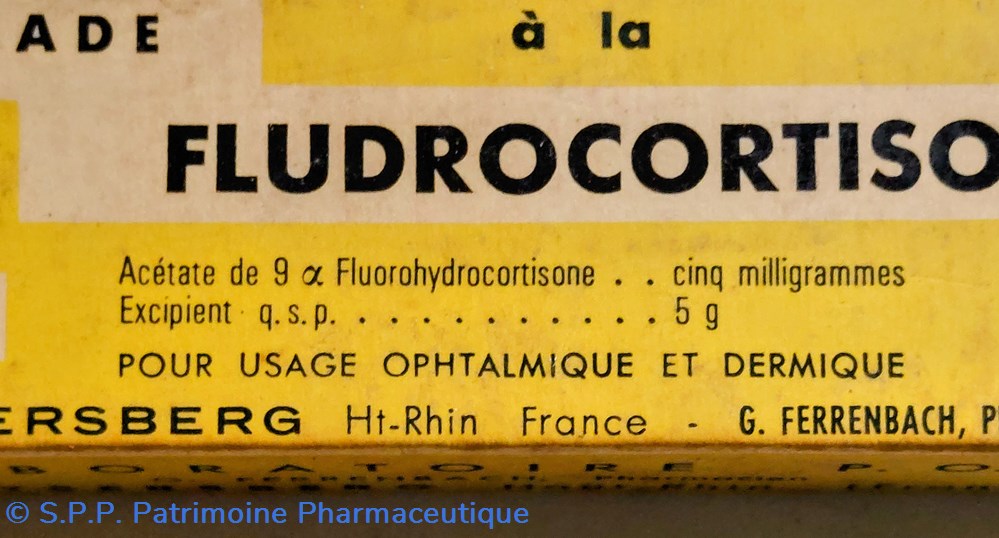 ADE à la
FLUDROCORTISO
Acétate de 9 α Fluorohydrocortisone . . cinq milligrammes
Excipient q.s.p. . . . . . . . . . . . . 5 g
POUR USAGE OPHTALMIQUE ET DERMIQUE
ERSBERG Ht-Rhin France - G. FERRENBACH, P
BORATOIRE P. O
© S.P.P. Patrimoine Pharmaceutique